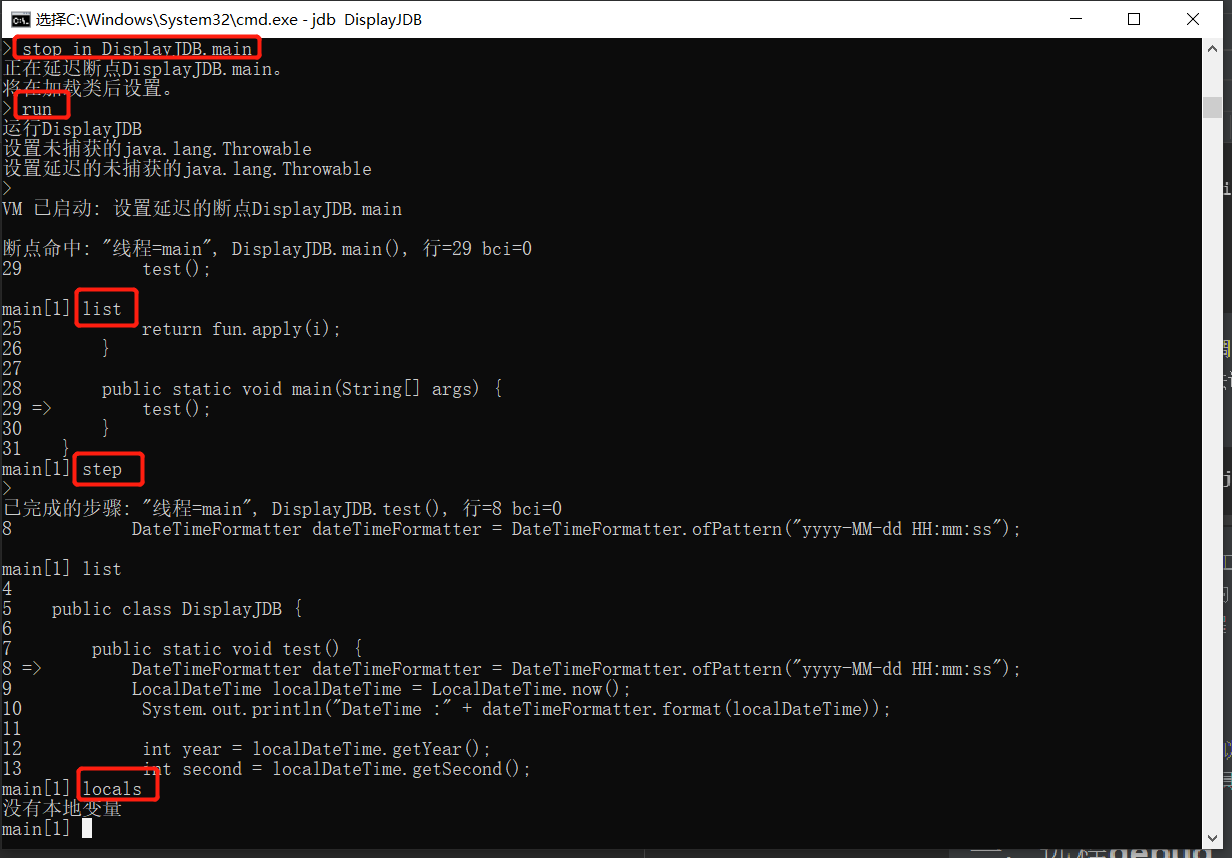 选择C:\Windows\System32\cmd.exe - jdb  DisplayJDB
> stop in DisplayJDB.main
正在延迟断点DisplayJDB.main。
将在加载类后设置。
> run
运行DisplayJDB
设置未捕获的java.lang.Throwable
设置延迟的未捕获的java.lang.Throwable
>
VM 已启动: 设置延迟的断点DisplayJDB.main
断点命中: "线程=main", DisplayJDB.main(), 行=29 bci=0
29            test();
main[1] list
25            return fun.apply(i);
26        }
27
28        public static void main(String[] args) {
29 =>         test();
30        }
31    }
main[1] step
>
已完成的步骤: "线程=main", DisplayJDB.test(), 行=8 bci=0
8            DateTimeFormatter dateTimeFormatter = DateTimeFormatter.ofPattern("yyyy-MM-dd HH:mm:ss");
main[1] list
4
5    public class DisplayJDB {
6
7        public static void test() {
8 =>         DateTimeFormatter dateTimeFormatter = DateTimeFormatter.ofPattern("yyyy-MM-dd HH:mm:ss");
9            LocalDateTime localDateTime = LocalDateTime.now();
10            System.out.println("DateTime :" + dateTimeFormatter.format(localDateTime));
11
12            int year = localDateTime.getYear();
13            int second = localDateTime.getSecond();
main[1] locals
没有本地变量
main[1]